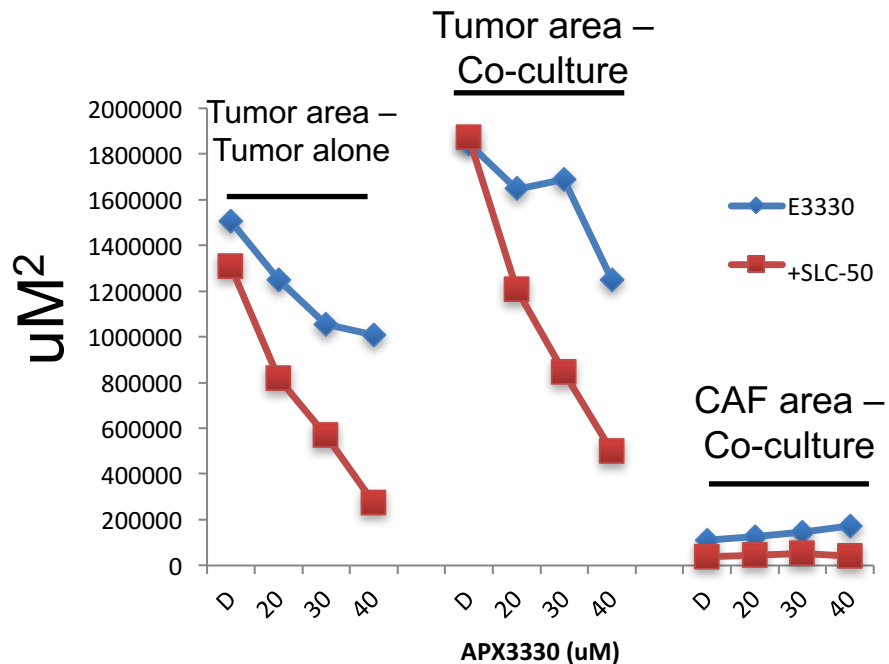 Tumor area –
Co-culture
Tumor area –
Tumor alone
2000000
1800000
1600000
1400000
1200000
1000000
800000
600000
400000
200000
0
uM2
E3330
+SLC-50
CAF area –
Co-culture
D 20 30 40 D 20 30 40 D 20 30 40
APX3330 (uM)